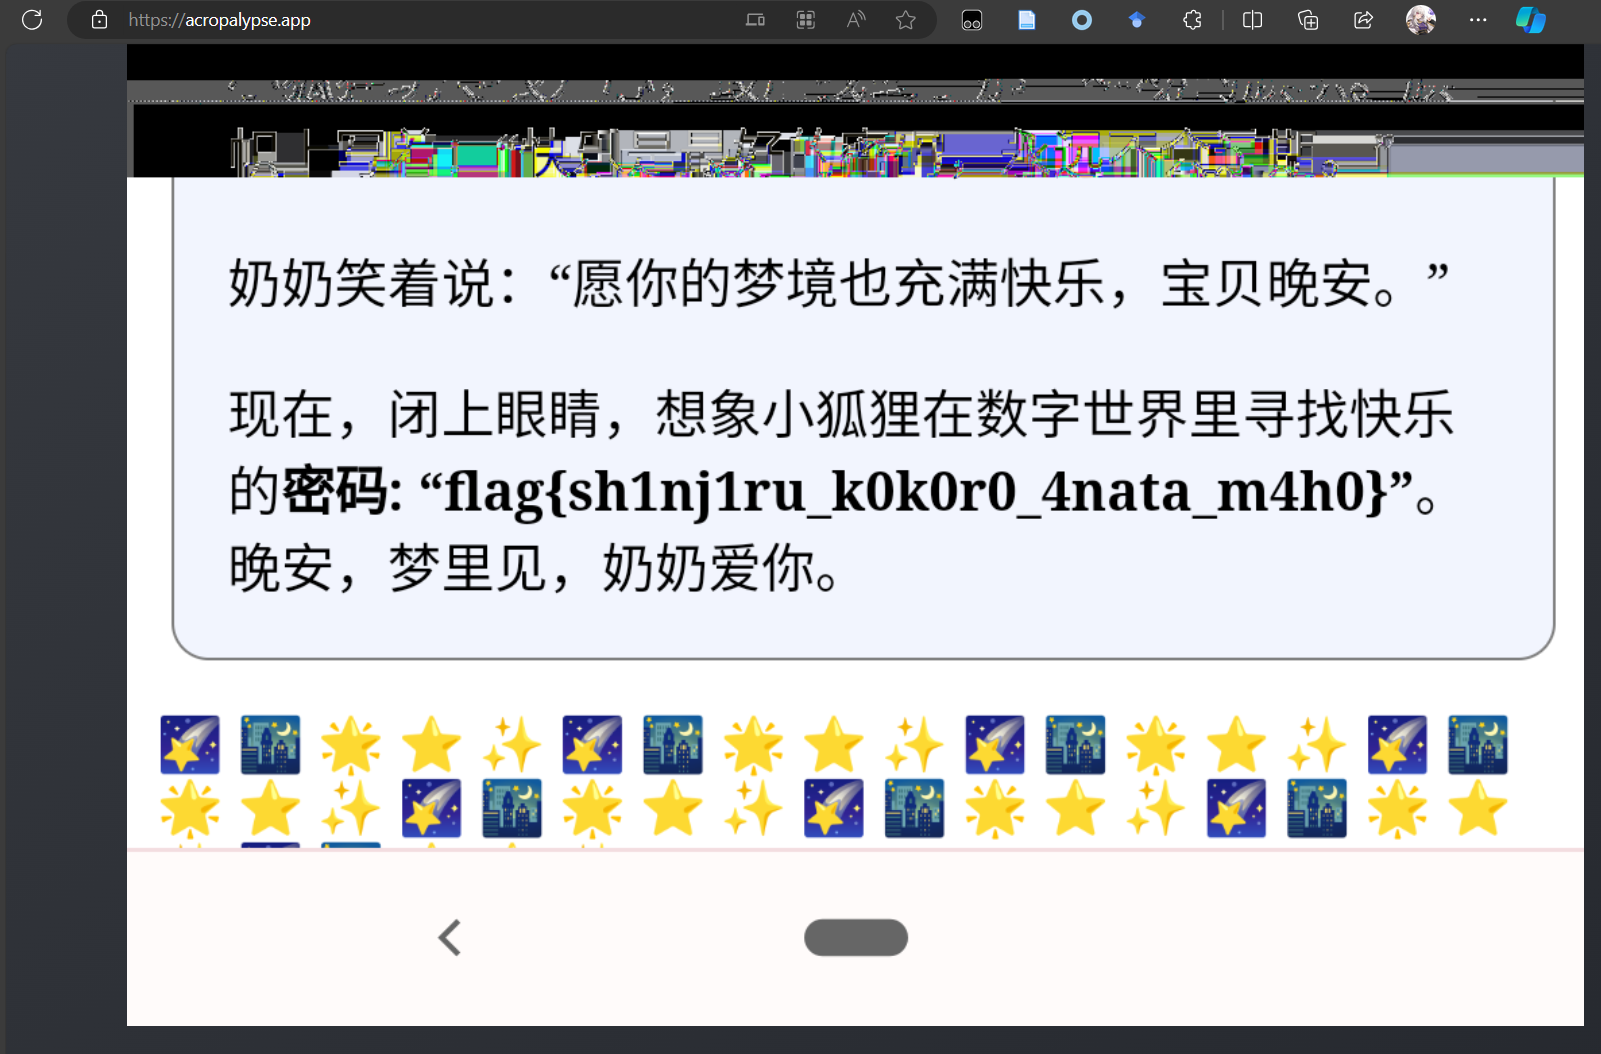 https://acropalypse.app
奶奶笑着说：“愿你的梦境也充满快乐，宝贝晚安。”
现在，闭上眼睛，想象小狐狸在数字世界里寻找快乐
的密码: “flag{sh1nj1ru_k0k0r0_4nata_m4h0}”。
晚安，梦里见，奶奶爱你。